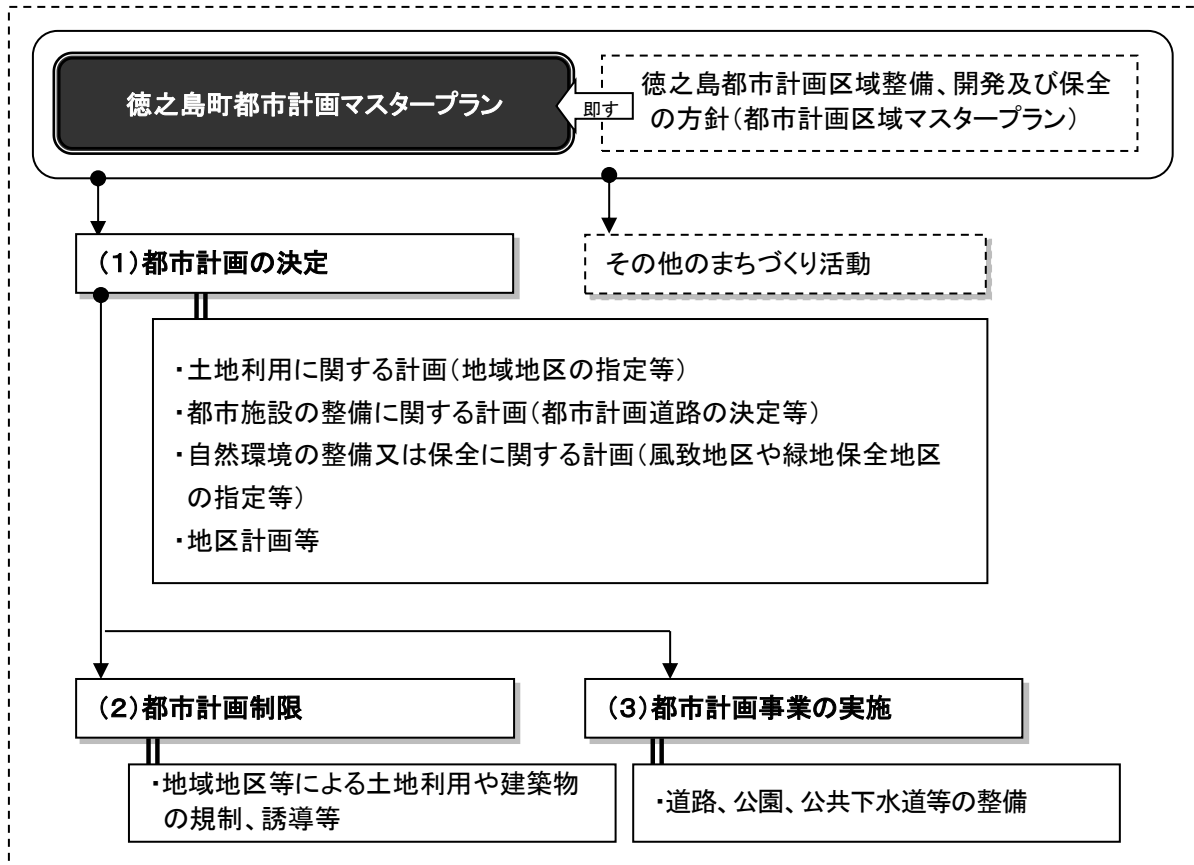 徳之島町都市計画マスタープラン
即す
徳之島都市計画区域整備、開発及び保全
の方針(都市計画区域マスタープラン)
(1)都市計画の決定
その他のまちづくり活動
・土地利用に関する計画(地域地区の指定等)
・都市施設の整備に関する計画(都市計画道路の決定等)
・自然環境の整備又は保全に関する計画(風致地区や緑地保全地区
の指定等)
・地区計画等
(2)都市計画制限
(3)都市計画事業の実施
・地域地区等による土地利用や建築物
の規制、誘導等
・道路、公園、公共下水道等の整備